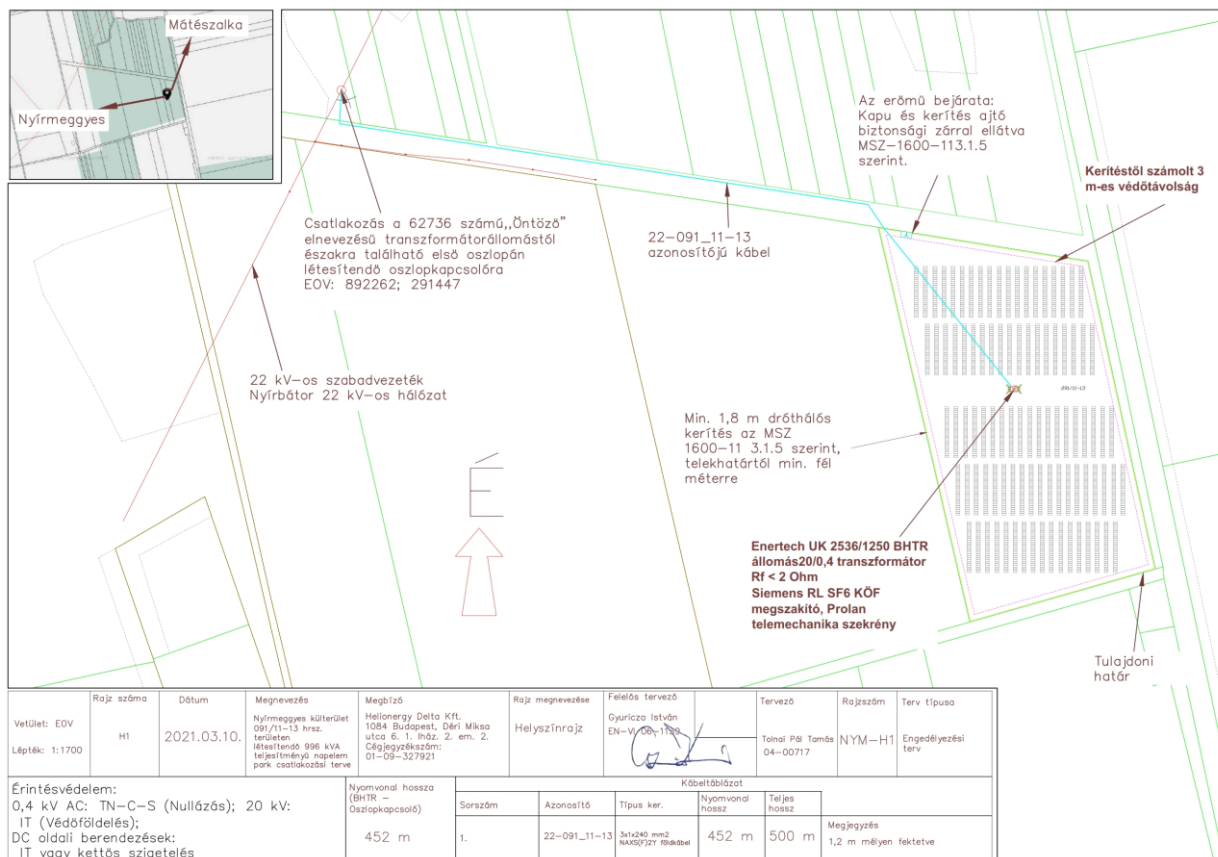 Mátészalka
Nyírmeggyes
Az erőmű bejárata:
Kapu és kerítés ajtó
biztonsági zárral ellátva
MSZ-1600-113.1.5
szerint.
Kerítéstől számolt 3
m-es védőtávolság
Csatlakozás a 62736 számú,,Öntöző"
elnevezésű transzformátorállomástól
északra található első oszlopán
létesítendő oszlopkapcsolóra
EOV: 892262; 291447
22-091_11-13
azonosítójú kábel
22 kV-os szabadvezeték
Nyírbátor 22 kV-os hálózat
091/11-13
Min. 1,8 m dróthálós
kerítés az MSZ
1600-11 3.1.5 szerint,
telekhatártól min. fél
méterre
É
Enertech UK 2536/1250 BHTR
állomás20/0,4 transzformátor
Rf < 2 Ohm
Siemens RL SF6 KÖF
megszakító, Prolan
telemechanika szekrény
Tulajdoni
határ
Vetület: EOV
Lépték: 1:1700
Rajz száma
H1
Dátum
2021.03.10.
Megnevezés
Nyírmeggyes külterület
091/11-13 hrsz.
területen
létesítendő 996 kVA
teljesítményű napelem
park csatlakozási terve
Megbízó
Helionergy Delta Kft.
1084 Budapest, Déri Miksa
utca 6. 1. lház. 2. em. 2.
Cégjegyzékszám:
01-09-327921
Rajz megnevezése
Helyszínrajz
Felelős tervező
Gyuricza István
Tervező
Tolnai Pál Tamás
04-00717
Rajzszám
NYM-H1
Terv típusa
Engedélyezési
terv
Érintésvédelem:
0,4 kV AC: TN-C-S (Nullázás); 20 kV:
IT (Védőföldelés);
DC oldali berendezések:
IT vagy kettős szigetelés
Nyomvonal hossza
(BHTR -
Oszlopkapcsoló)
452 m
Kábeltáblázat
Sorszám
Azonosító
Típus ker.
Nyomvonal
hossz
Teljes
hossz
Megjegyzés
1.
22-091_11-13
3x1x240 mm2
NAXS(F)2Y földkábel
452 m
500 m
1,2 m mélyen fektetve